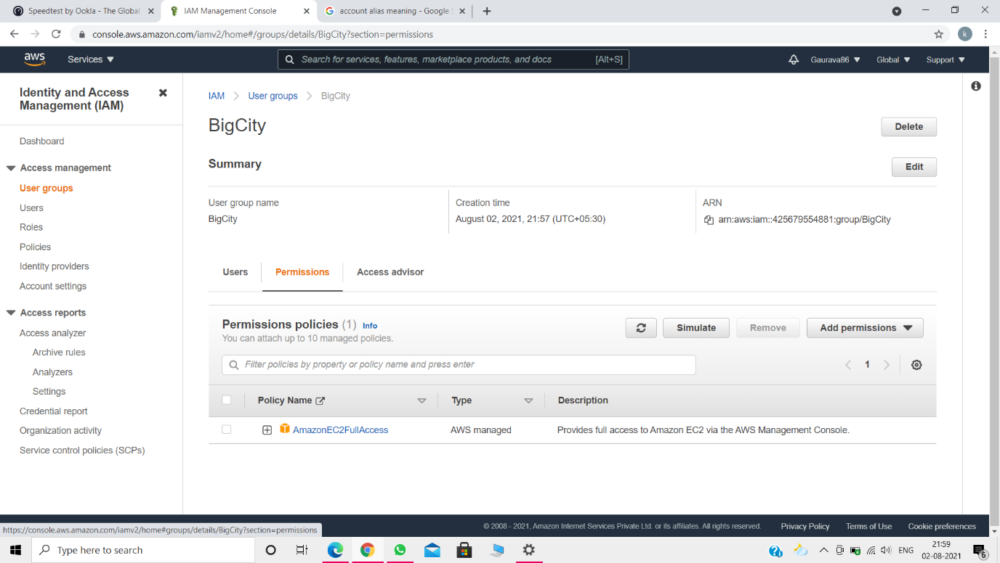 Speedtest by Ookla - The Global
IAM Management Console
account alias meaning - Google S
console.aws.amazon.com/iamv2/home#/groups/details/BigCity?section=permissions
k
aws
Services
Search for services, features, marketplace products, and docs [Alt+S]
Gaurava86
Global
Support
Identity and Access
Management (IAM)
Dashboard
Access management
User groups
Users
Roles
Policies
Identity providers
Account settings
Access reports
Access analyzer
Archive rules
Analyzers
Settings
Credential report
Organization activity
Service control policies (SCPs)
IAM
User groups
BigCity
BigCity
Delete
Summary
Edit
User group name
BigCity
Creation time
August 02, 2021, 21:57 (UTC+05:30)
ARN
arn:aws:iam::425679554881:group/BigCity
Users
Permissions
Access advisor
Permissions policies (1) Info
You can attach up to 10 managed policies.
Simulate
Remove
Add permissions
Filter policies by property or policy name and press enter
1
Policy Name
Type
Description
AmazonEC2FullAccess
AWS managed
Provides full access to Amazon EC2 via the AWS Management Console.
https://console.aws.amazon.com/iamv2/home#groups/details/BigCity?section=permissions
© 2008 - 2021, Amazon Internet Services Private Ltd. or its affiliates. All rights reserved.
Privacy Policy
Terms of Use
Cookie preferences
Type here to search
ENG
21:59
02-08-2021
6